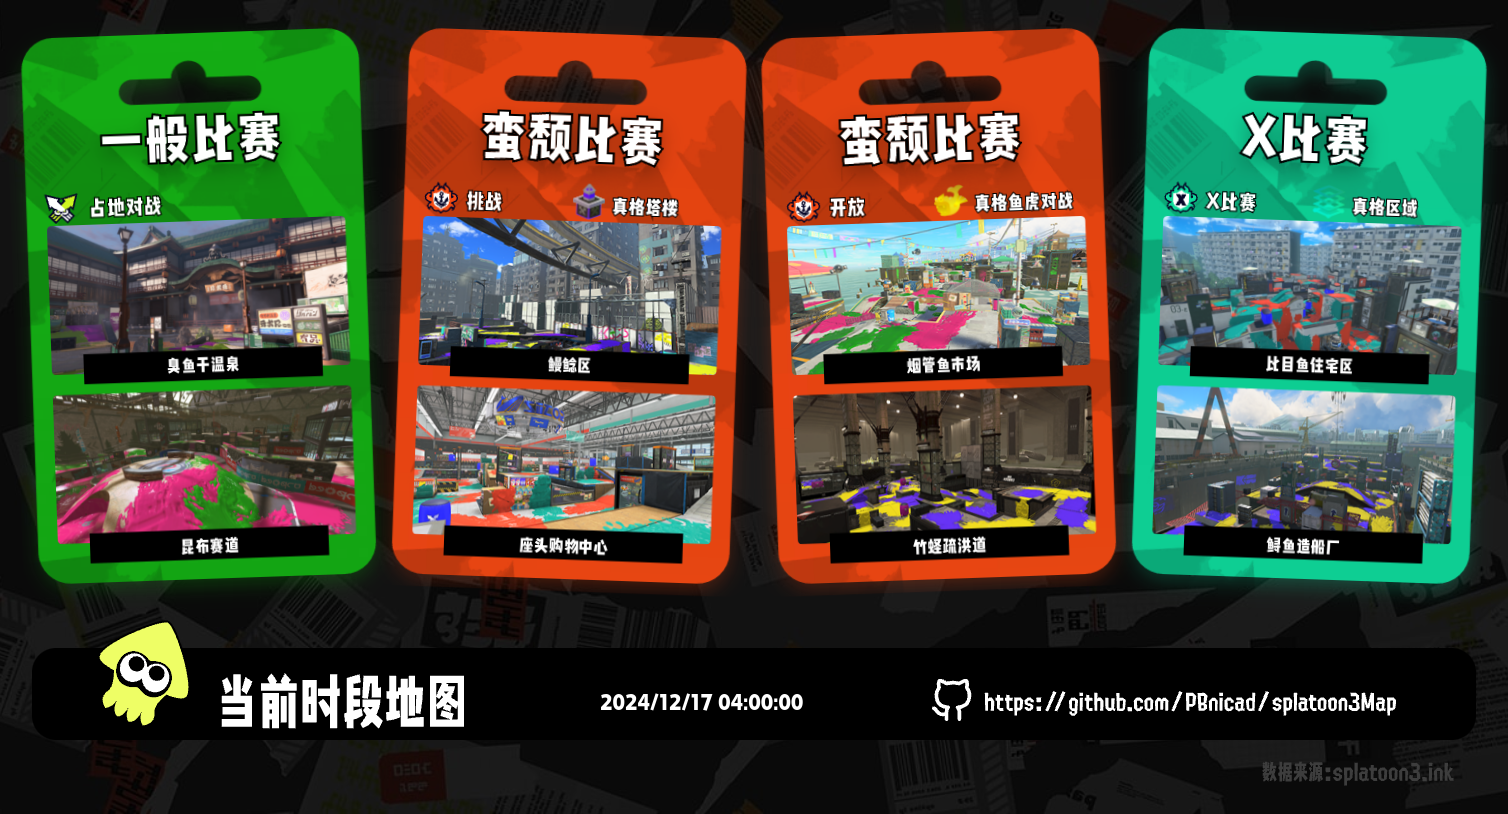 一般比赛
占地对战
臭鱼干温泉
昆布赛道
蛮颓比赛
挑战
真格塔楼
鳗鲶区
座头购物中心
蛮颓比赛
开放
真格鱼虎对战
烟管鱼市场
竹蛏疏洪道
X比赛
X比赛
真格区域
比目鱼住宅区
鲟鱼造船厂
当前时段地图
2024/12/17 04:00:00
https://github.com/PBnicad/splatoon3Map
数据来源:splatoon3.ink